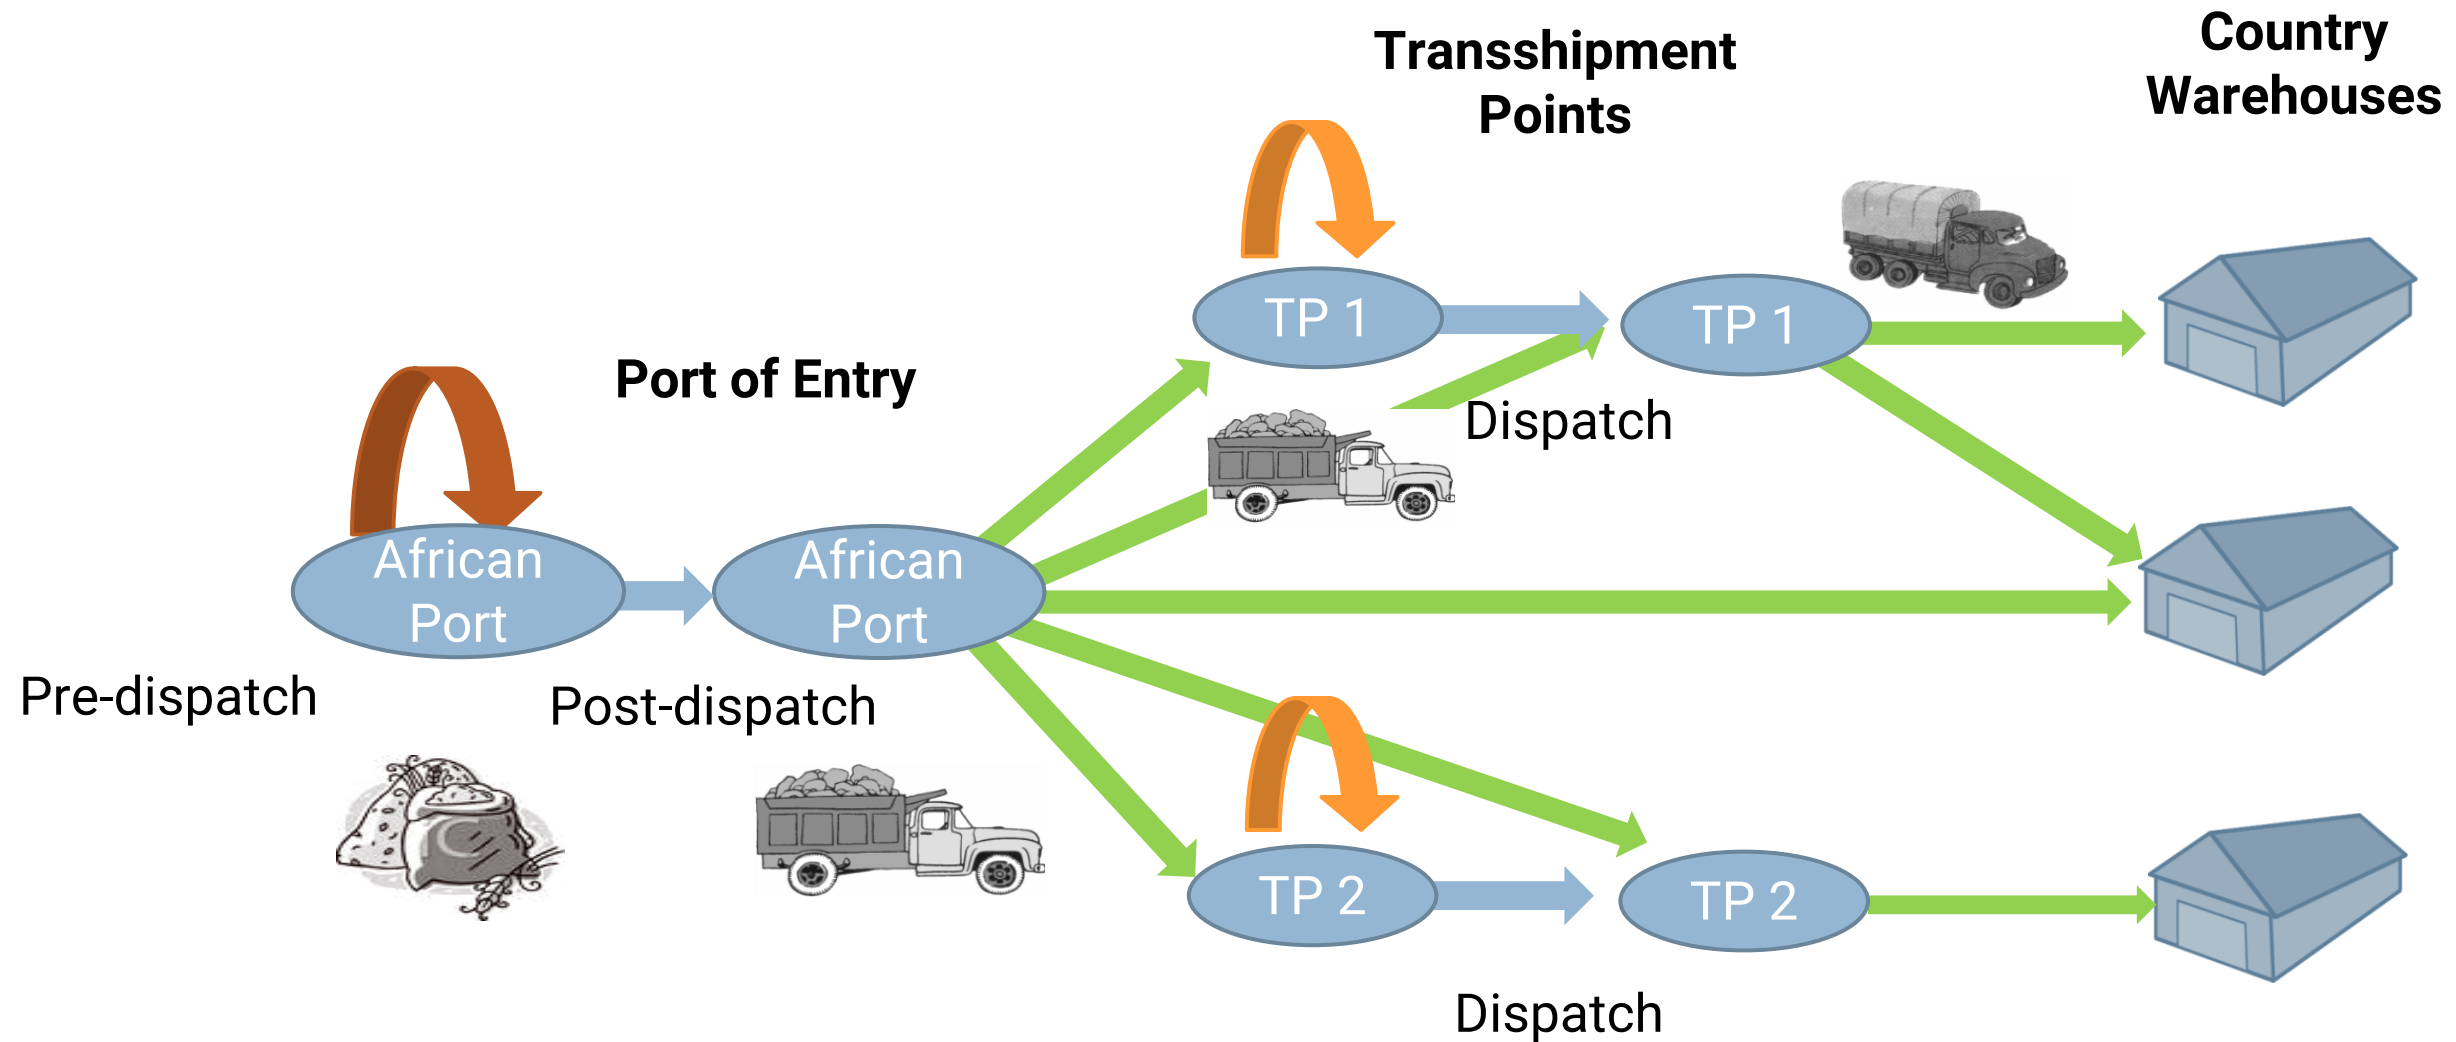 Transshipment
Points
Country
Warehouses
Port of Entry
TP 1
TP 1
Dispatch
African
Port
African
Port
Pre-dispatch
Post-dispatch
TP 2
TP 2
Dispatch